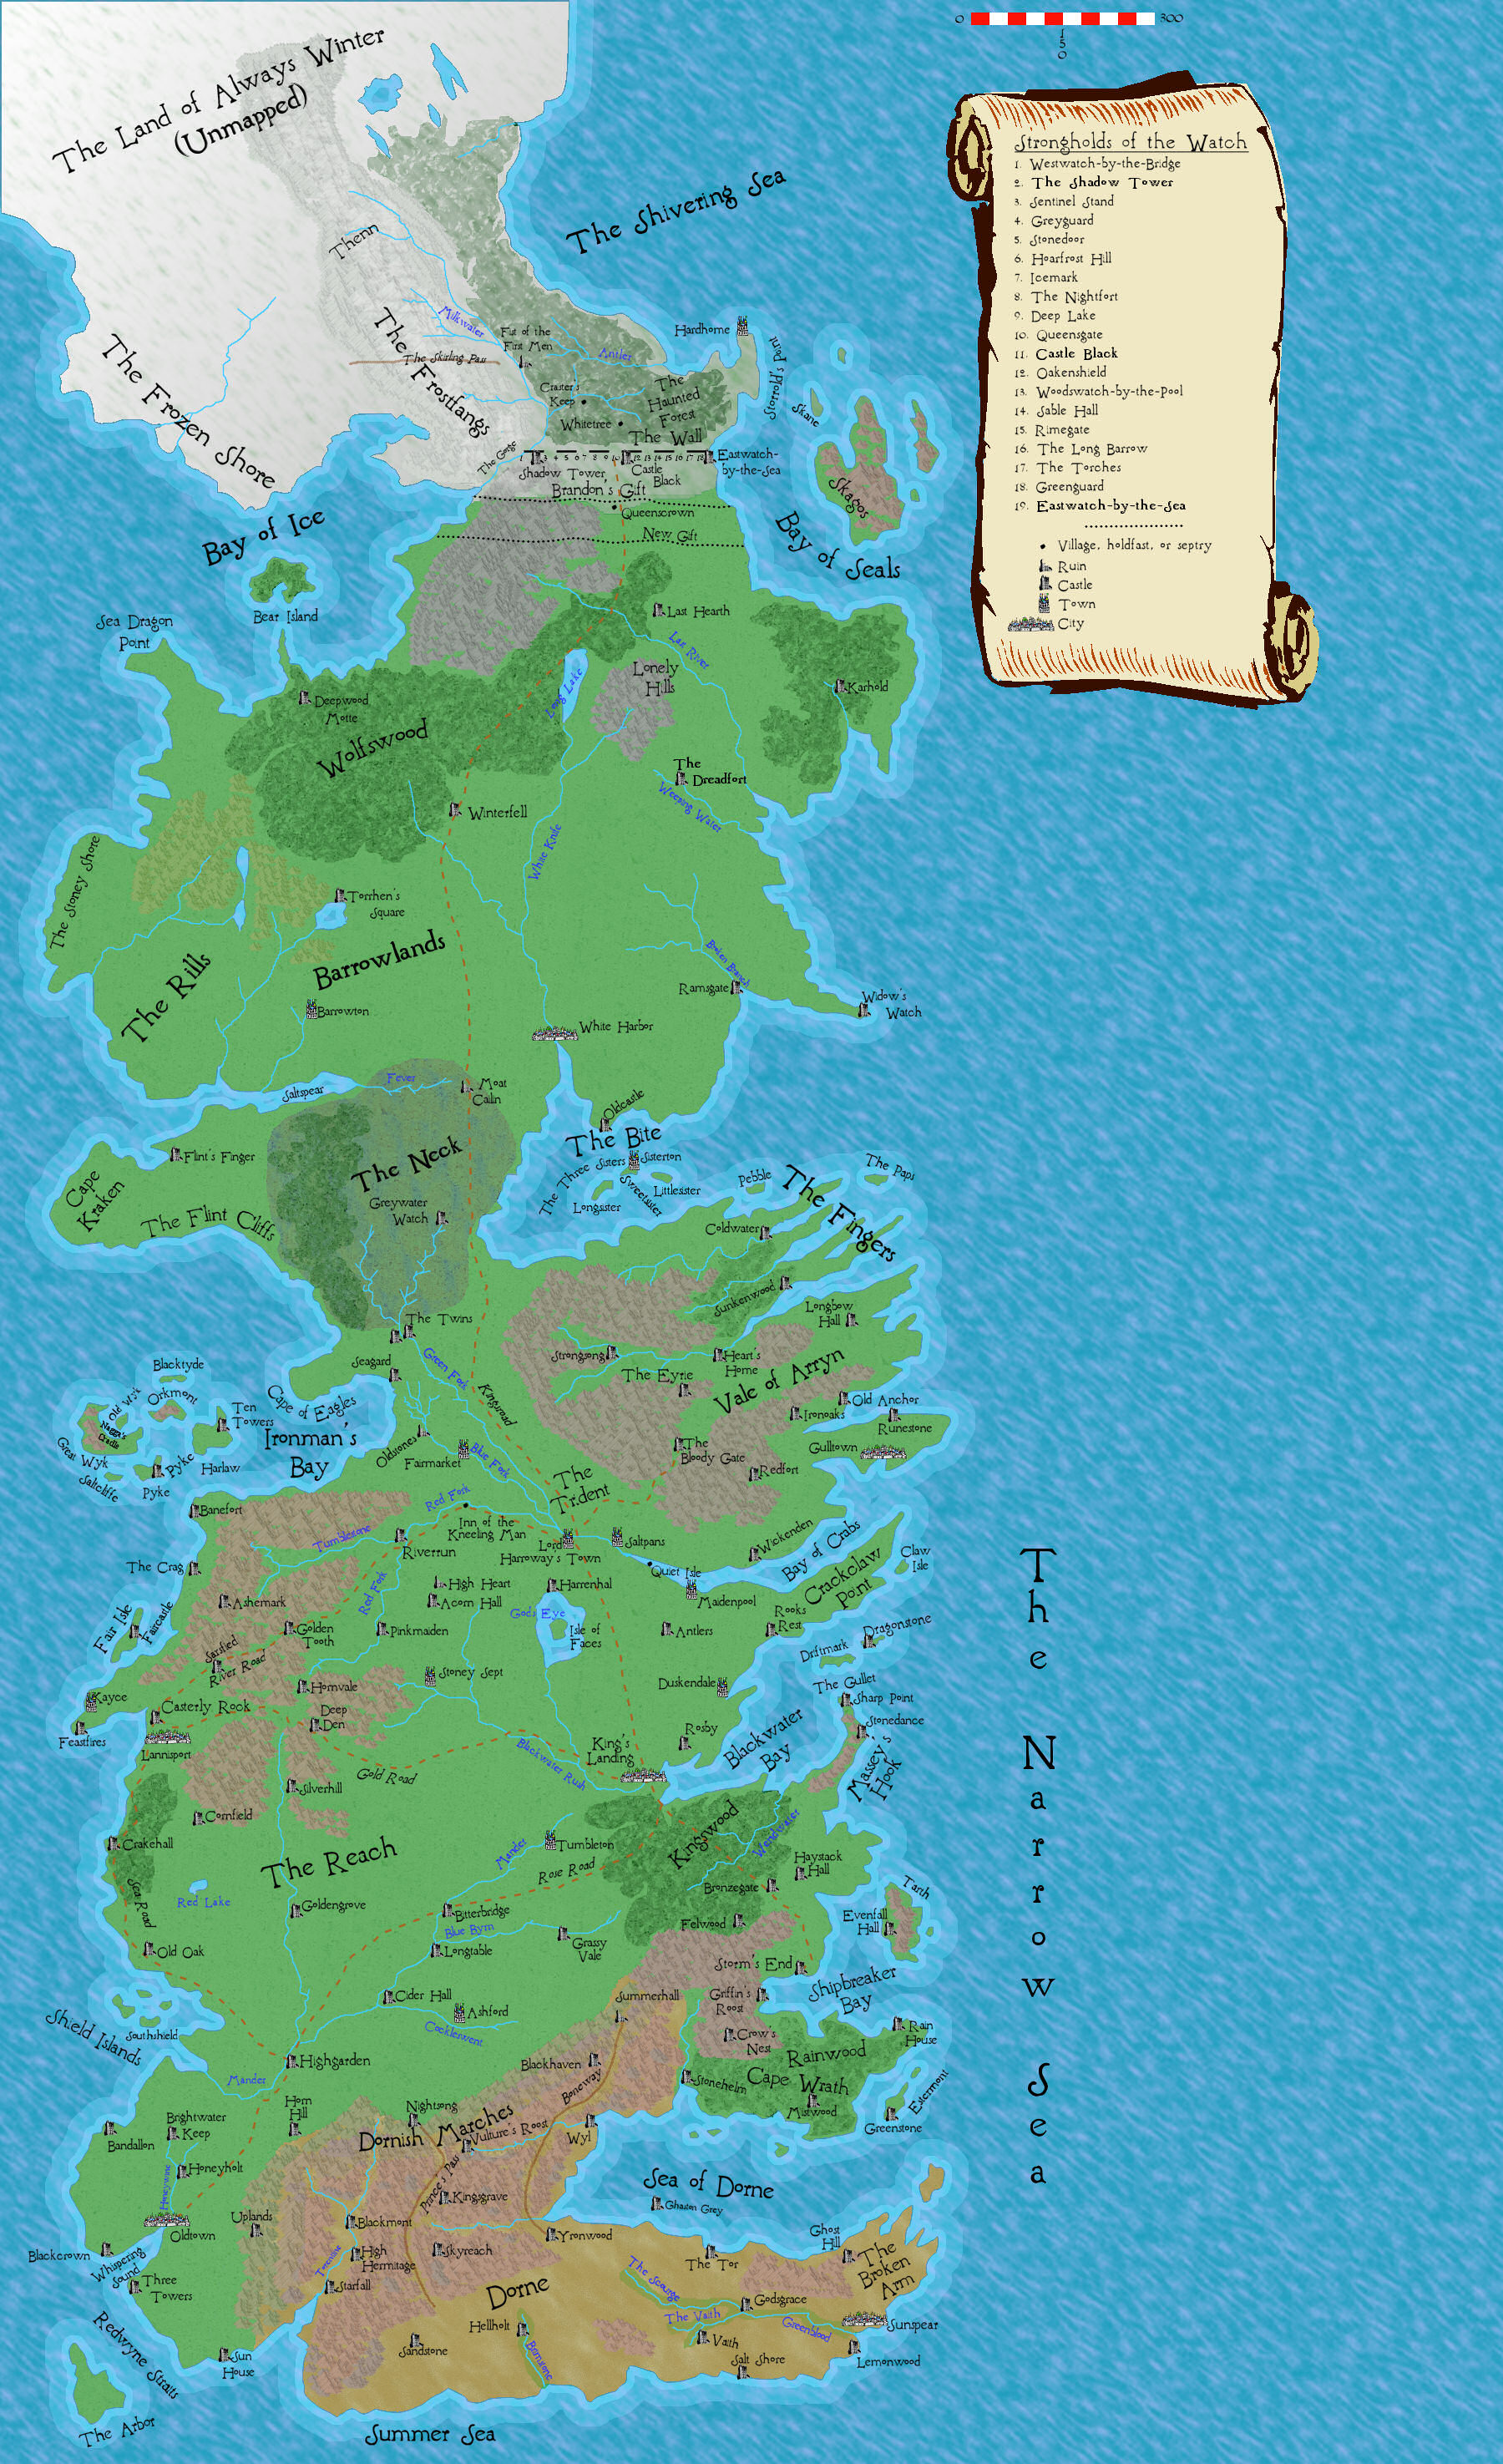 0 300
150
The Land of Always Winter
(Unmapped)
Strongholds of the Watch
1. Westwatch-by-the-Bridge
2. The Shadow Tower
3. Sentinel Stand
4. Greyguard
5. Stonedoor
6. Hoarfrost Hill
7. Icemark
8. The Nightfort
9. Deep Lake
10. Queensgate
11. Castle Black
12. Oakenshield
13. Woodswatch-by-the-Pool
14. Sable Hall
15. Rimegate
16. The Long Barrow
17. The Torches
18. Greenguard
19. Eastwatch-by-the-Sea
Village, holdfast, or septry
Ruin
Castle
Town
City
The Shivering Sea
Thenn
Milkwater
Fist of the
First Men
The Skirling Pass
Antler
Hardhome
Storrold's Point
The Frostfangs
The Frozen Shore
Craster's
Keep
The
Haunted
Forest
Whitetree
Skane
Skagos
The Wall
The Gorge
Shadow Tower
Castle
Black
Eastwatch-
by-the-Sea
Brandon's Gift
Queenscrown
New Gift
Bay of Ice
Bay of Seals
Bear Island
Sea Dragon
Point
Last Hearth
Last River
Lonely
Hills
Long Lake
Karhold
Deepwood
Motte
Wolfswood
The
Dreadfort
Weeping Water
Winterfell
White Knife
The Stoney Shore
Torrhen's
Square
Barrowlands
The Rills
Broken Branch
Ramsgate
Widow's
Watch
Barrowton
White Harbor
Saltspear
Fever
Moat
Cailin
Oldcastle
The Bite
Flint's Finger
The Neck
Cape
Kraken
The Flint Cliffs
Greywater
Watch
The Three Sisters
Sisterton
Sweetsister
Littlesister
Longsister
Pebble
The Paps
The Fingers
Coldwater
Sunkenwood
Longbow
Hall
The Twins
Seagard
Green Fork
Kingsroad
Strongsong
Heart's
Home
The Eyrie
Vale of Arryn
Old Anchor
Ironoaks
Runestone
Gulltown
The
Bloody Gate
Redfort
Blacktyde
Old Wyk
Orkmont
Nagga's
Cradle
Great Wyk
Saltcliffe
Ten
Towers
Pyke
Pyke
Harlaw
Cape of Eagles
Ironman's
Bay
Oldstones
Fairmarket
Blue Fork
The
Trident
Banefort
Red Fork
Tumblestone
Inn of the
Kneeling Man
Riverrun
Lord
Harroway's Town
Saltpans
Wickenden
Bay of Crabs
Quiet Isle
Crackclaw
Point
Claw
Isle
The Crag
Ashemark
Red Fork
High Heart
Acorn Hall
Harrenhal
Maidenpool
Rooks
Rest
Fair Isle
Faircastle
Golden
Tooth
Pinkmaiden
Gods Eye
Isle of
Faces
Antlers
Driftmark
Dragonstone
Sarsfield
River Road
Stoney Sept
Duskendale
The Gullet
Sharp Point
Stonedance
Kayce
Feastfires
Casterly Rock
Hornvale
Deep
Den
Lannisport
Rosby
King's
Landing
Blackwater
Bay
Massey's
Hook
Gold Road
Blackwater Rush
Silverhill
Cornfield
Crakehall
The Reach
Mander
Tumbleton
Rose Road
Kingswood
Wendwater
Haystack
Hall
Bronzegate
Red Lake
Sea Road
Goldengrove
Bitterbridge
Blue Byrn
Felwood
Tarth
Evenfall
Hall
Old Oak
Longtable
Grassy
Vale
Storm's End
Shipbreaker
Bay
Cider Hall
Ashford
Cockleswent
Summerhall
Griffin's
Roost
Crow's
Nest
Rain
House
Rainwood
Cape Wrath
Shield Islands
Southshield
Highgarden
Mander
Blackhaven
Boneway
Stonehelm
Mistwood
Greenstone
Estermont
Horn
Hill
Nightsong
Dornish Marches
Vulture's Roost
Wyl
Bandallon
Brightwater
Keep
Honeyholt
Honeywine
Oldtown
Prince's Pass
Kingsgrave
Sea of Dorne
Ghaston Grey
Uplands
Blackmont
Yronwood
Ghost
Hill
Blackcrown
Whispering
Sound
Three
Towers
High
Hermitage
Torentine
Skyreach
Starfall
The Tor
The
Broken
Arm
Dorne
The Scourge
The Vaith
Godsgrace
Greenblood
Sunspear
Redwyne Straits
Sun
House
Sandstone
Hellholt
Brimstone
Vaith
Salt Shore
Lemonwood
The Arbor
Summer Sea
The Narrow Sea